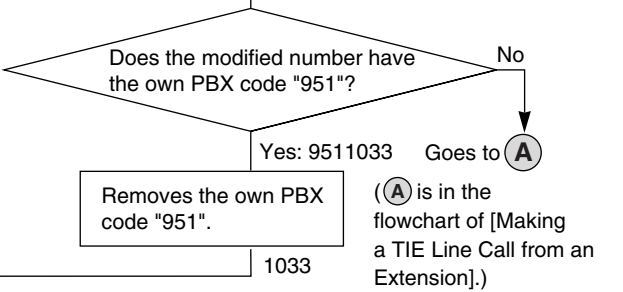 Does the modified number have
the own PBX code "951"?
No
Yes: 9511033
Goes to A
Removes the own PBX
code "951".
(A is in the
flowchart of [Making
a TIE Line Call from an
Extension].)
1033